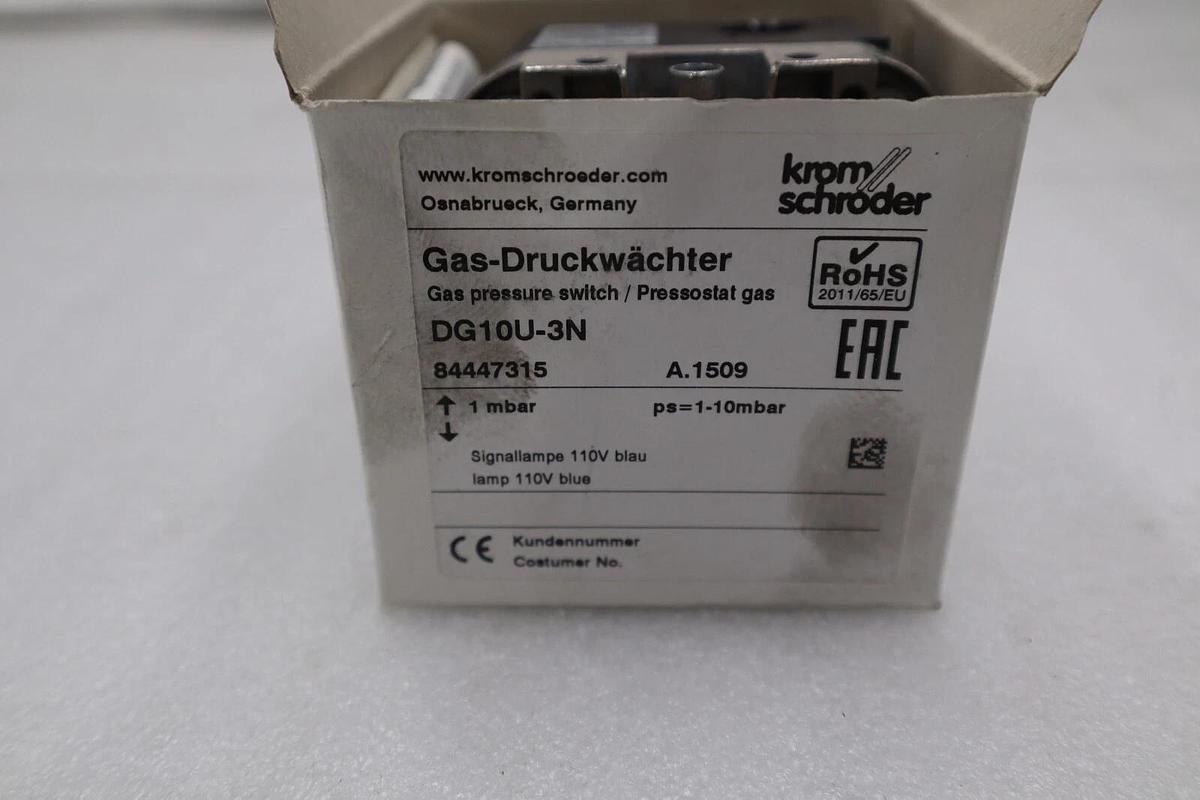 www.kromschroeder.com
Osnabrueck, Germany
krom
schröder
Gas-Druckwächter
Gas pressure switch / Pressostat gas
RoHS
2011/65/EU
DG10U-3N
EAC
84447315 A.1509
↑ 1 mbar ps=1-10mbar
↓
Signallampe 110V blau
lamp 110V blue
CE Kundennummer
Costumer No.